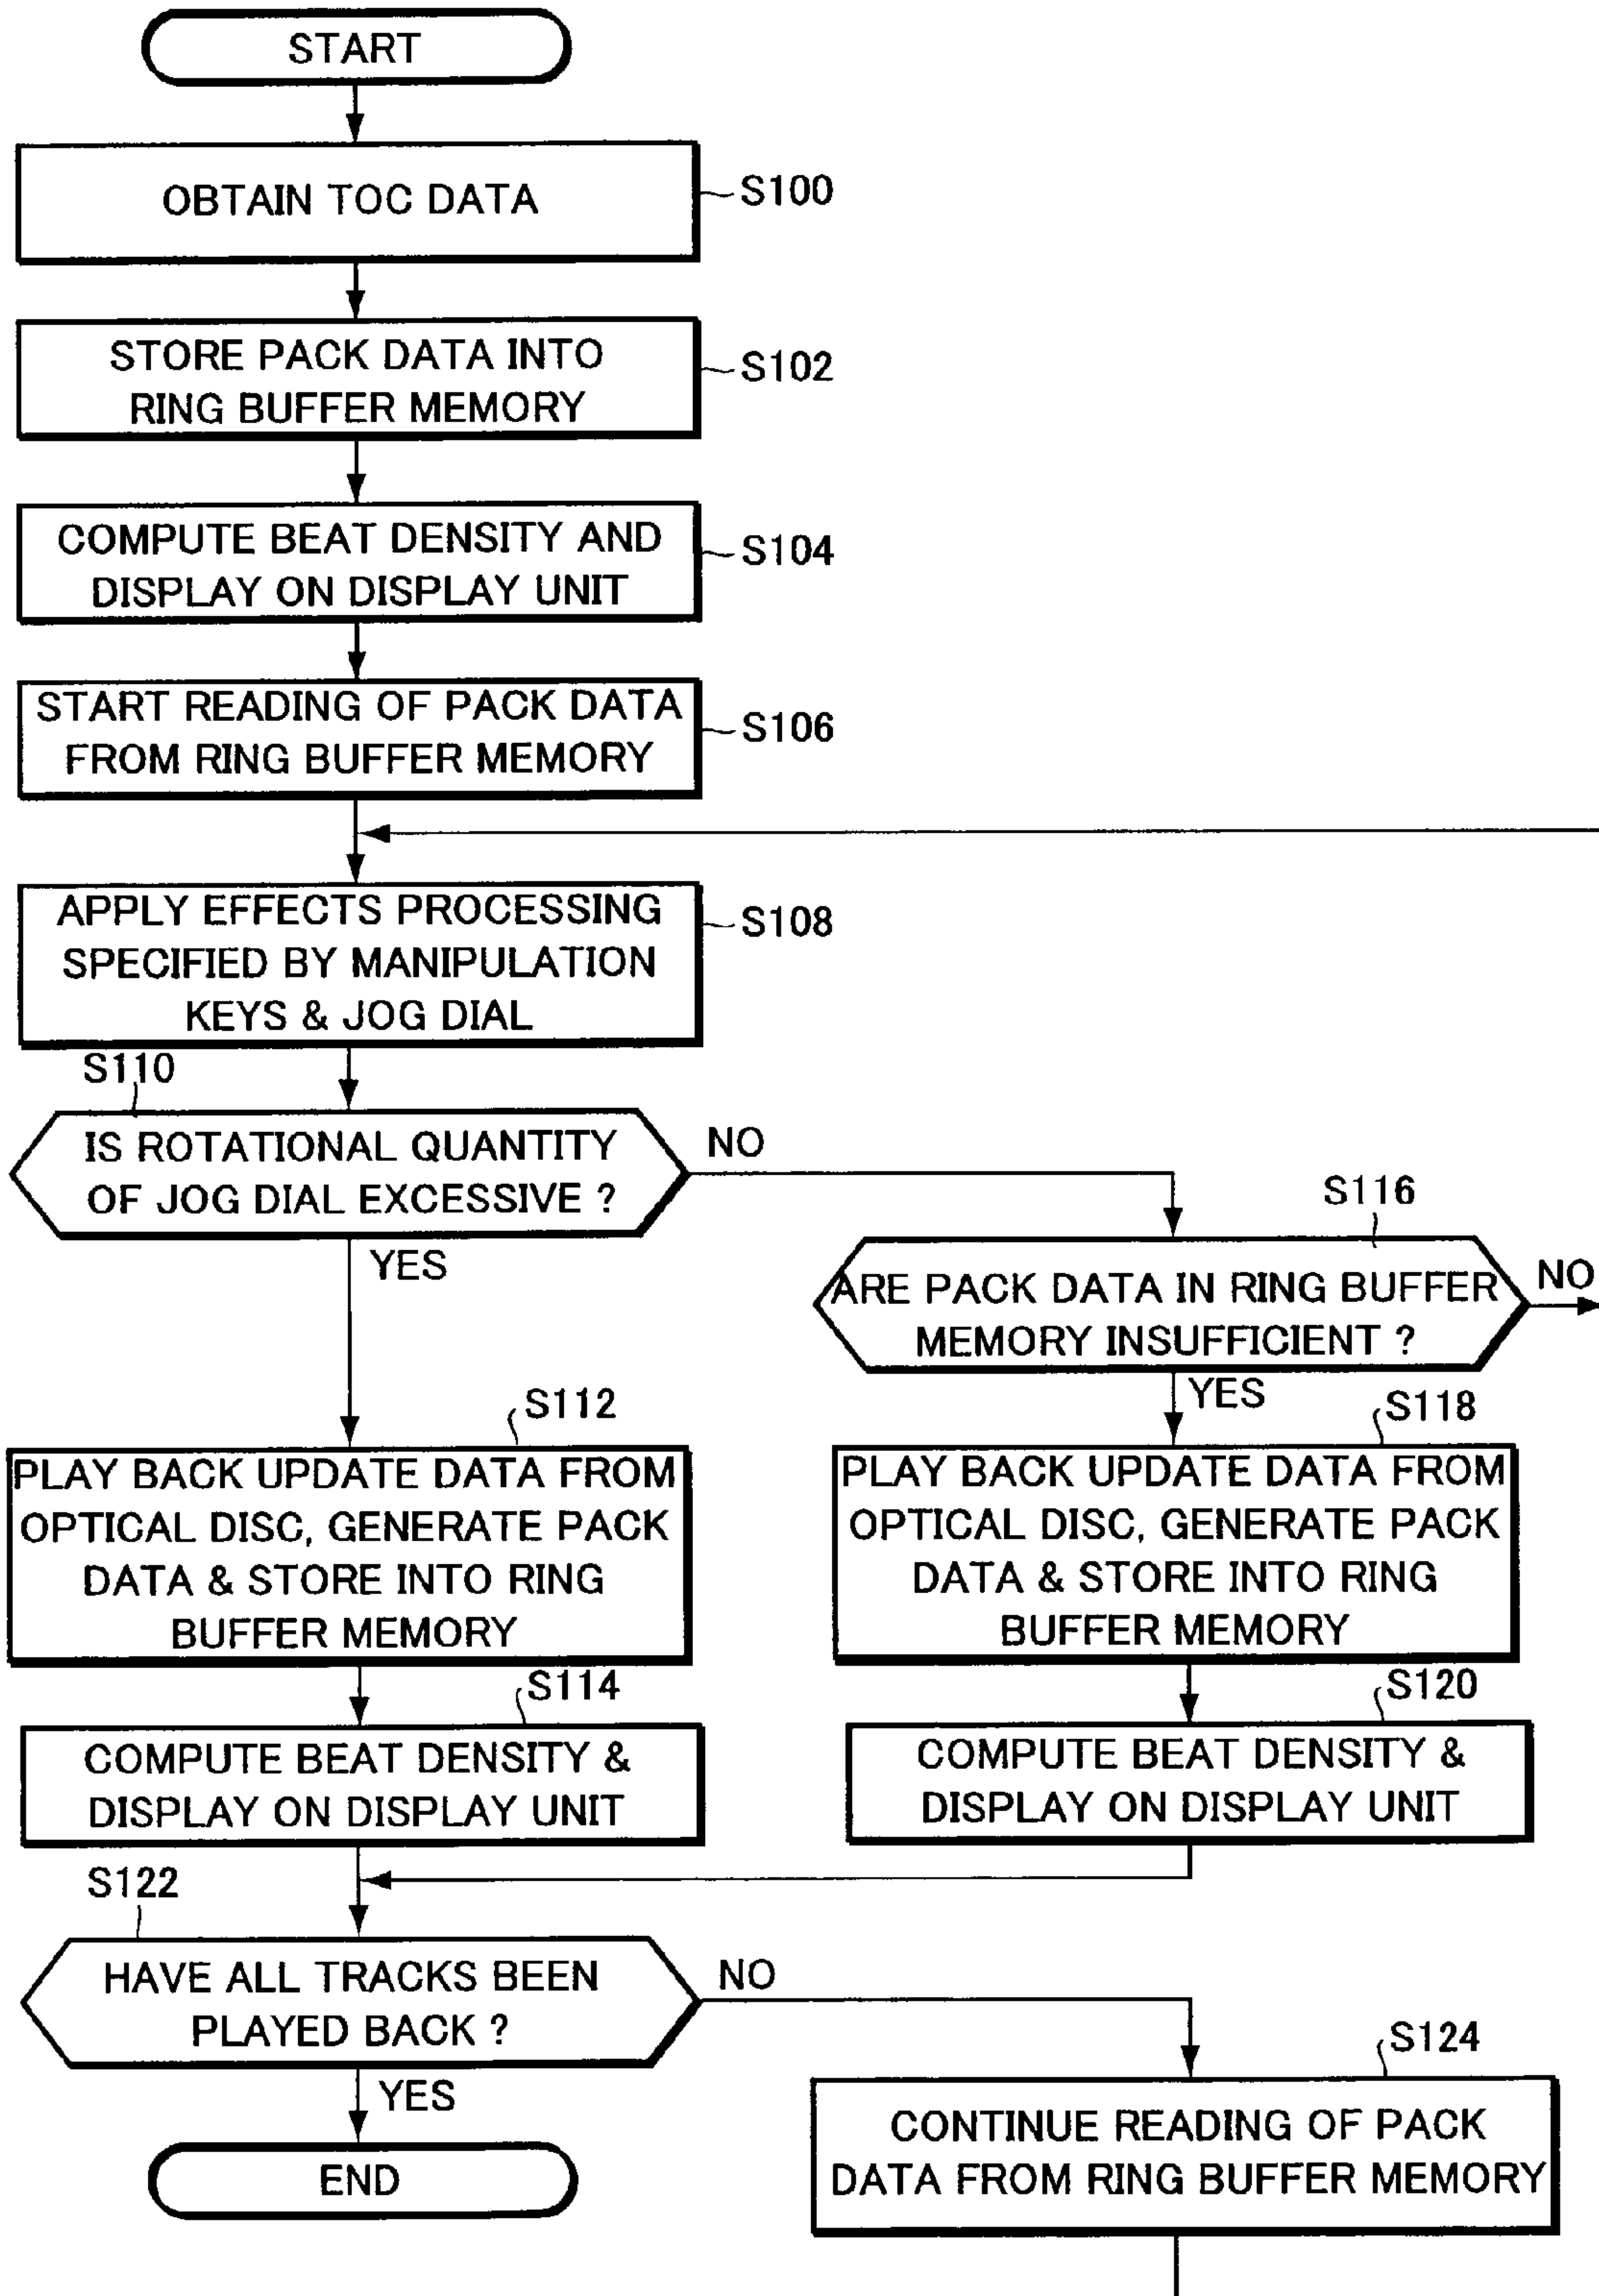 START
OBTAIN TOC DATA
S100
STORE PACK DATA INTO
RING BUFFER MEMORY
S102
COMPUTE BEAT DENSITY AND
DISPLAY ON DISPLAY UNIT
S104
START READING OF PACK DATA
FROM RING BUFFER MEMORY
S106
APPLY EFFECTS PROCESSING
SPECIFIED BY MANIPULATION
KEYS & JOG DIAL
S108
S110
IS ROTATIONAL QUANTITY
OF JOG DIAL EXCESSIVE ?
NO
YES
S116
ARE PACK DATA IN RING BUFFER
MEMORY INSUFFICIENT ?
NO
YES
S112
PLAY BACK UPDATE DATA FROM
OPTICAL DISC, GENERATE PACK
DATA & STORE INTO RING
BUFFER MEMORY
S118
PLAY BACK UPDATE DATA FROM
OPTICAL DISC, GENERATE PACK
DATA & STORE INTO RING
BUFFER MEMORY
S114
COMPUTE BEAT DENSITY &
DISPLAY ON DISPLAY UNIT
S120
COMPUTE BEAT DENSITY &
DISPLAY ON DISPLAY UNIT
S122
HAVE ALL TRACKS BEEN
PLAYED BACK ?
NO
YES
S124
CONTINUE READING OF PACK
DATA FROM RING BUFFER MEMORY
END